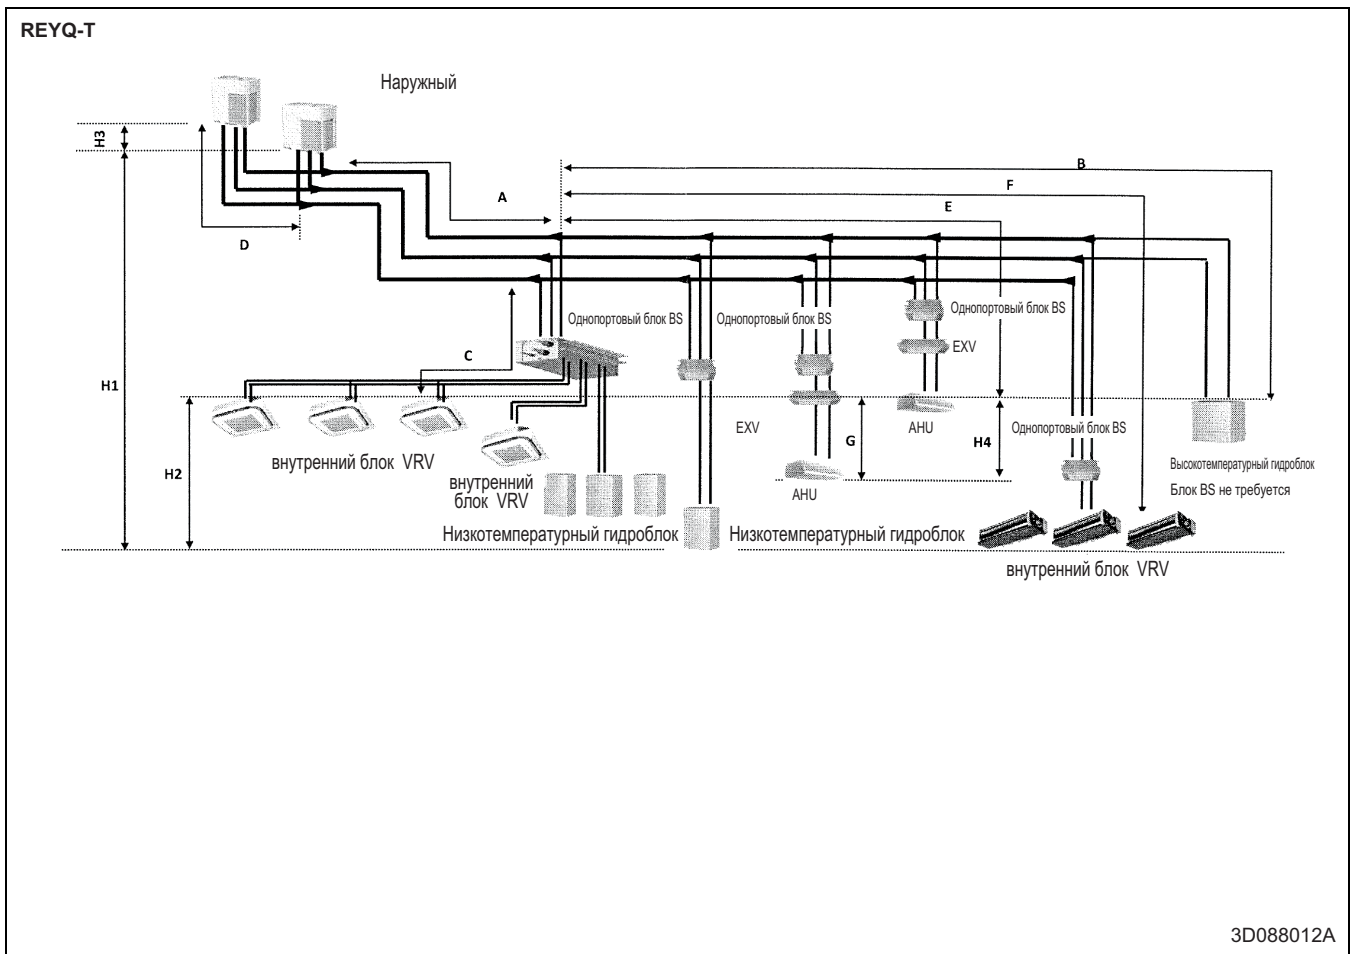 REYQ-T
Наружный
H3
B
F
A
E
D
Однопортовый блок BS
Однопортовый блок BS
Однопортовый блок BS
EXV
C
H1
EXV
G
AHU
H4
Однопортовый блок BS
внутренний блок VRV
H2
внутренний
блок VRV
AHU
Высокотемпературный гидроблок
Блок BS не требуется
Низкотемпературный гидроблок
Низкотемпературный гидроблок
внутренний блок VRV
3D088012A